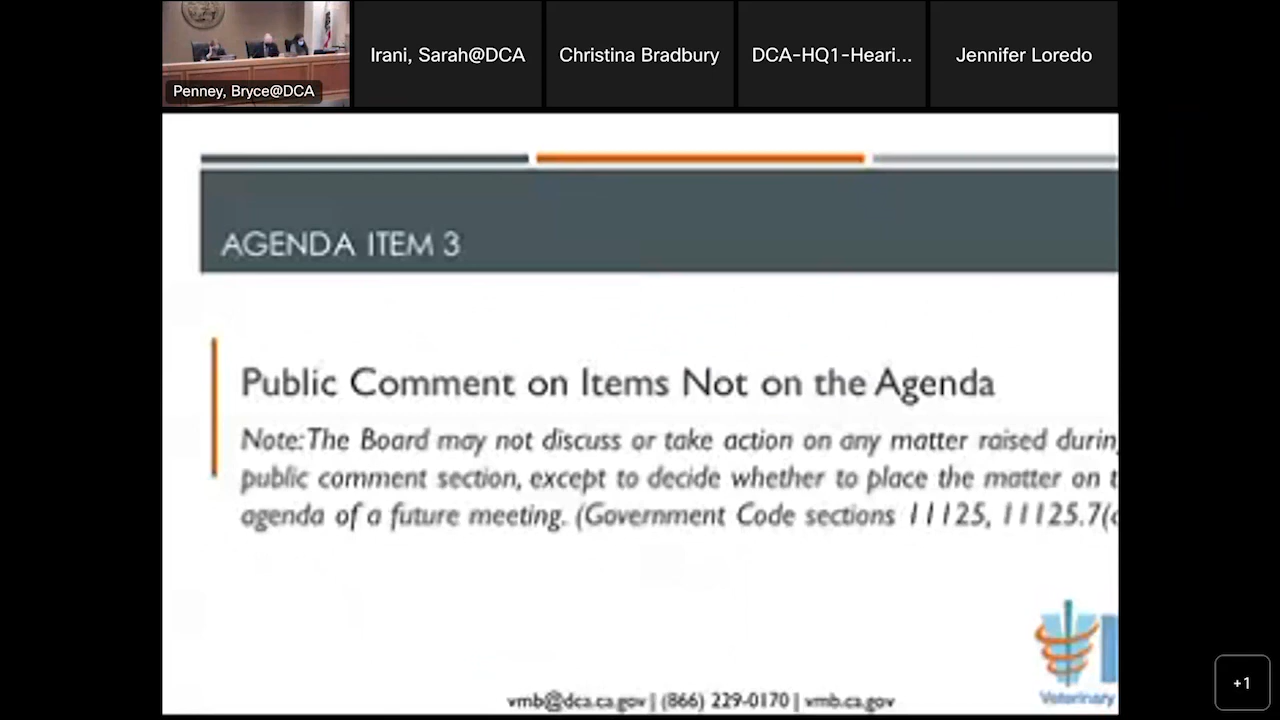 Penney, Bryce@DCA
Irani, Sarah@DCA
Christina Bradbury
DCA-HQ1-Heari...
Jennifer Loredo
AGENDA ITEM 3
Public Comment on Items Not on the Agenda
Note: The Board may not discuss or take action on any matter raised durin
public comment section, except to decide whether to place the matter on t
agenda of a future meeting. (Government Code sections 11125, 11125.7(
Veterinary
vmb@dca.ca.gov | (866) 229-0170 | vmb.ca.gov
+1